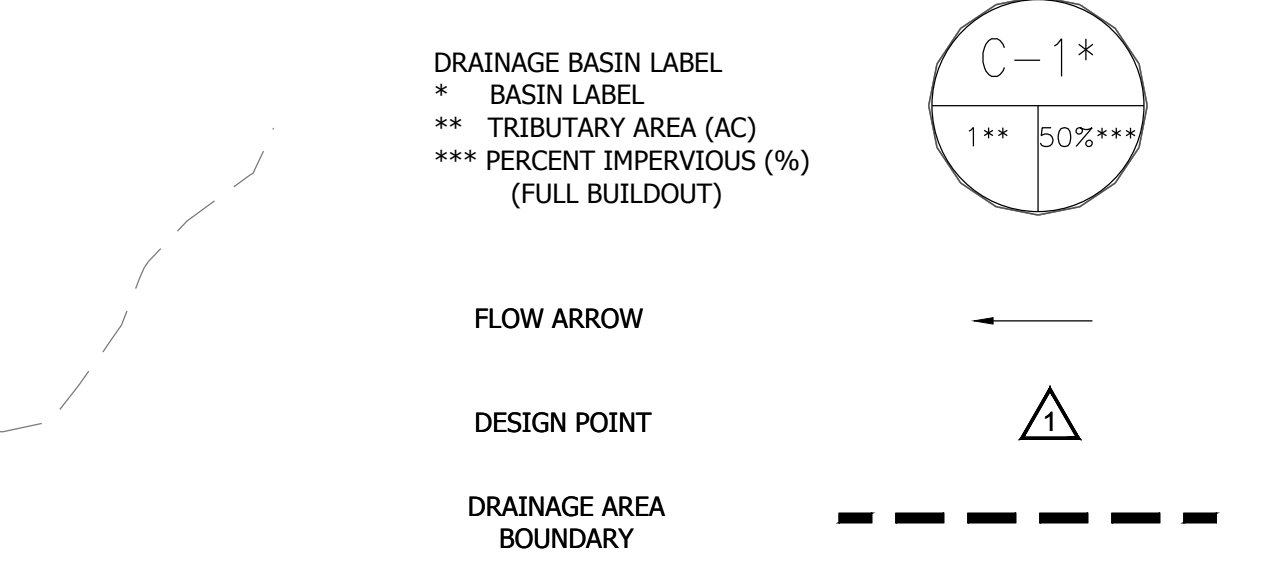 DRAINAGE BASIN LABEL
* BASIN LABEL
** TRIBUTARY AREA (AC)
*** PERCENT IMPERVIOUS (%)
(FULL BUILDOUT)
C-1*
1** 50%***
FLOW ARROW
DESIGN POINT
1
DRAINAGE AREA
BOUNDARY